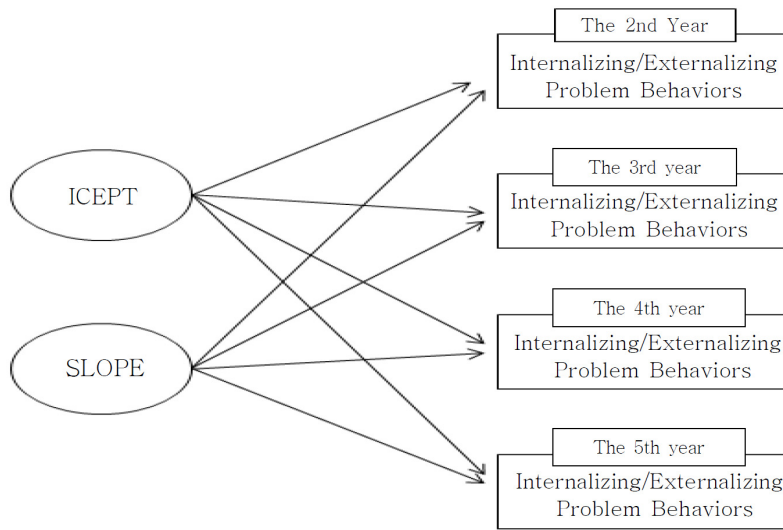 The 2nd Year
Internalizing/Externalizing
Problem Behaviors
ICEPT
The 3rd year
Internalizing/Externalizing
Problem Behaviors
The 4th year
Internalizing/Externalizing
Problem Behaviors
SLOPE
The 5th year
Internalizing/Externalizing
Problem Behaviors